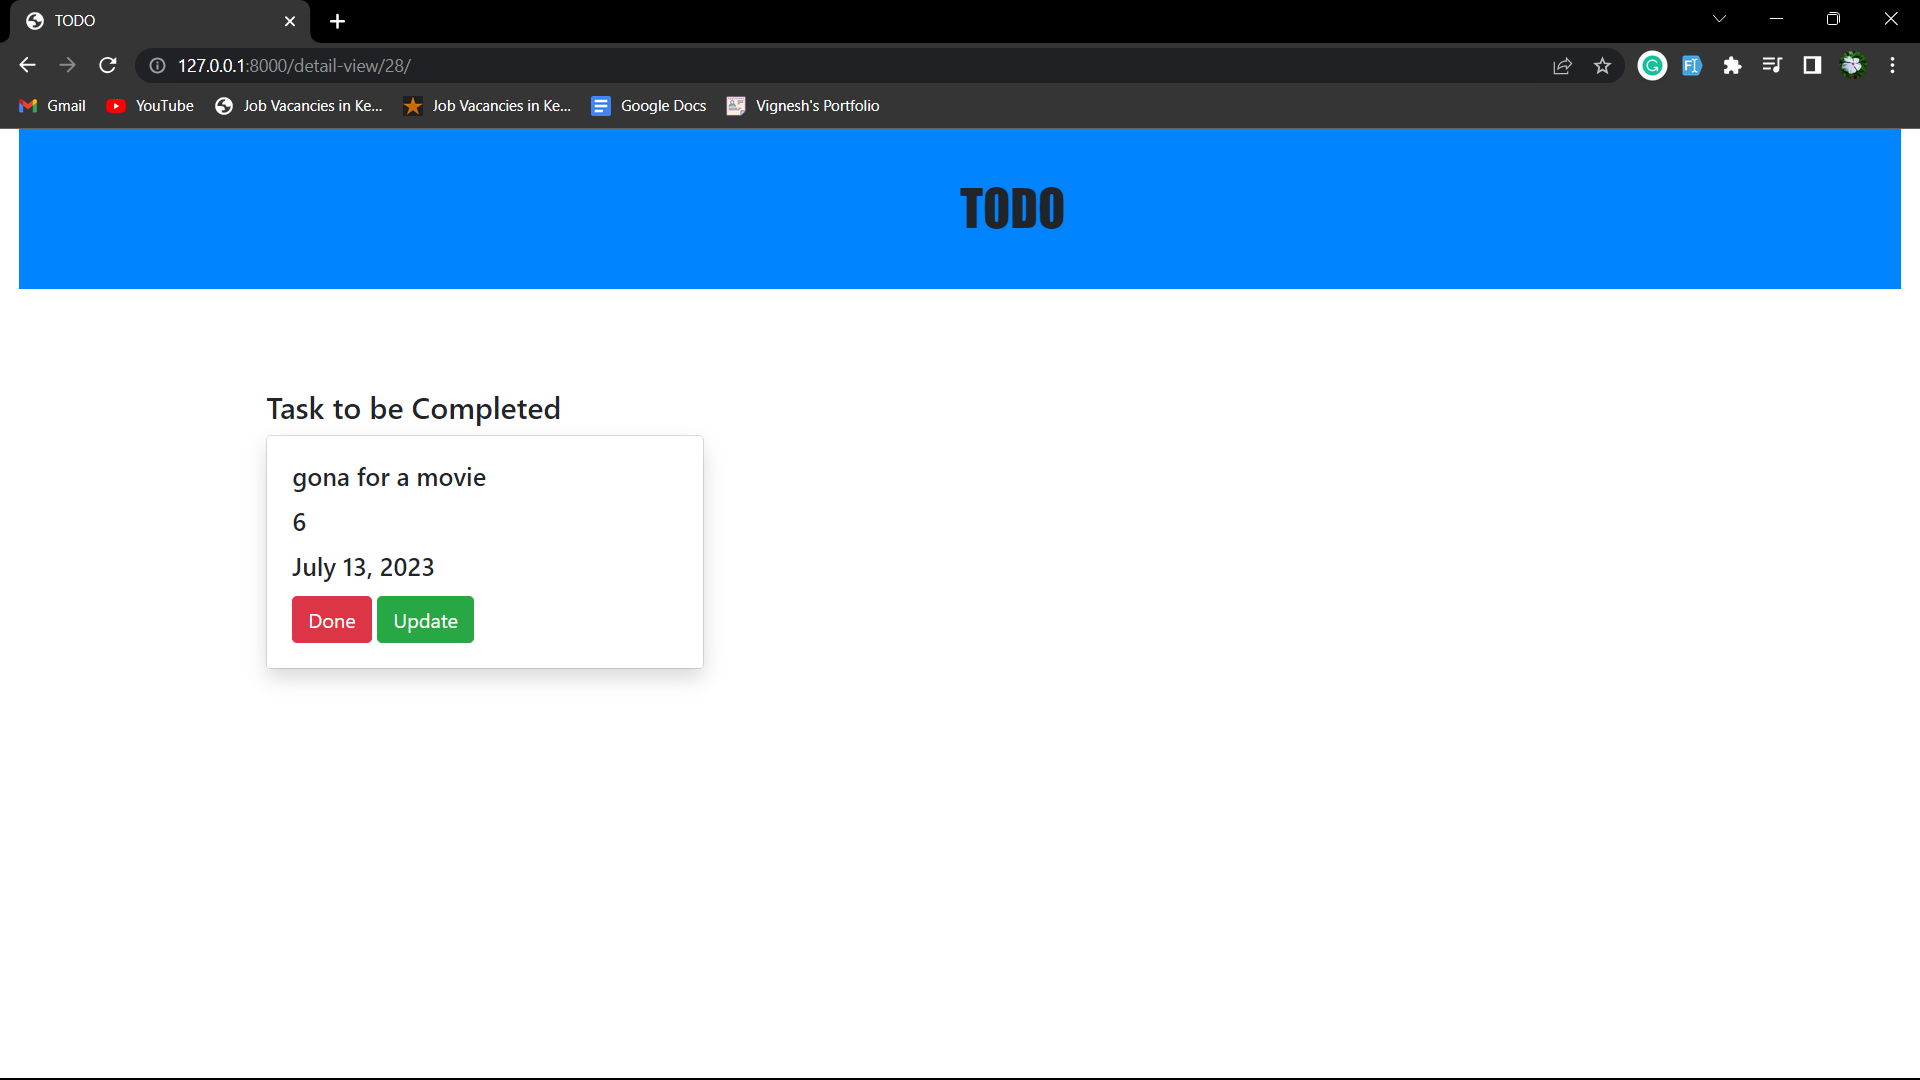 TODO
127.0.0.1:8000/detail-view/28/
Gmail YouTube Job Vacancies in Ke... Job Vacancies in Ke... Google Docs Vignesh's Portfolio
TODO
Task to be Completed
gona for a movie
6
July 13, 2023
Done Update